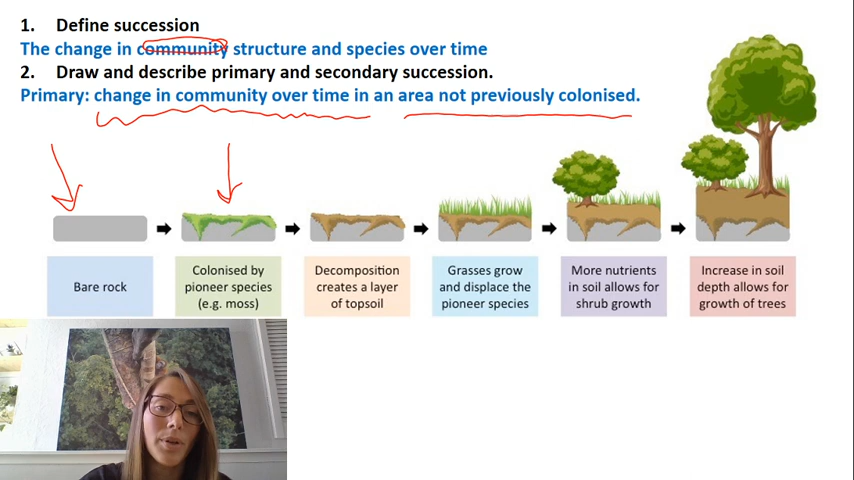 1. Define succession
The change in community structure and species over time
2. Draw and describe primary and secondary succession.
Primary: change in community over time in an area not previously colonised.
Bare rock
Colonised by
pioneer species
(e.g. moss)
Decomposition
creates a layer
of topsoil
Grasses grow
and displace the
pioneer species
More nutrients
in soil allows for
shrub growth
Increase in soil
depth allows for
growth of trees